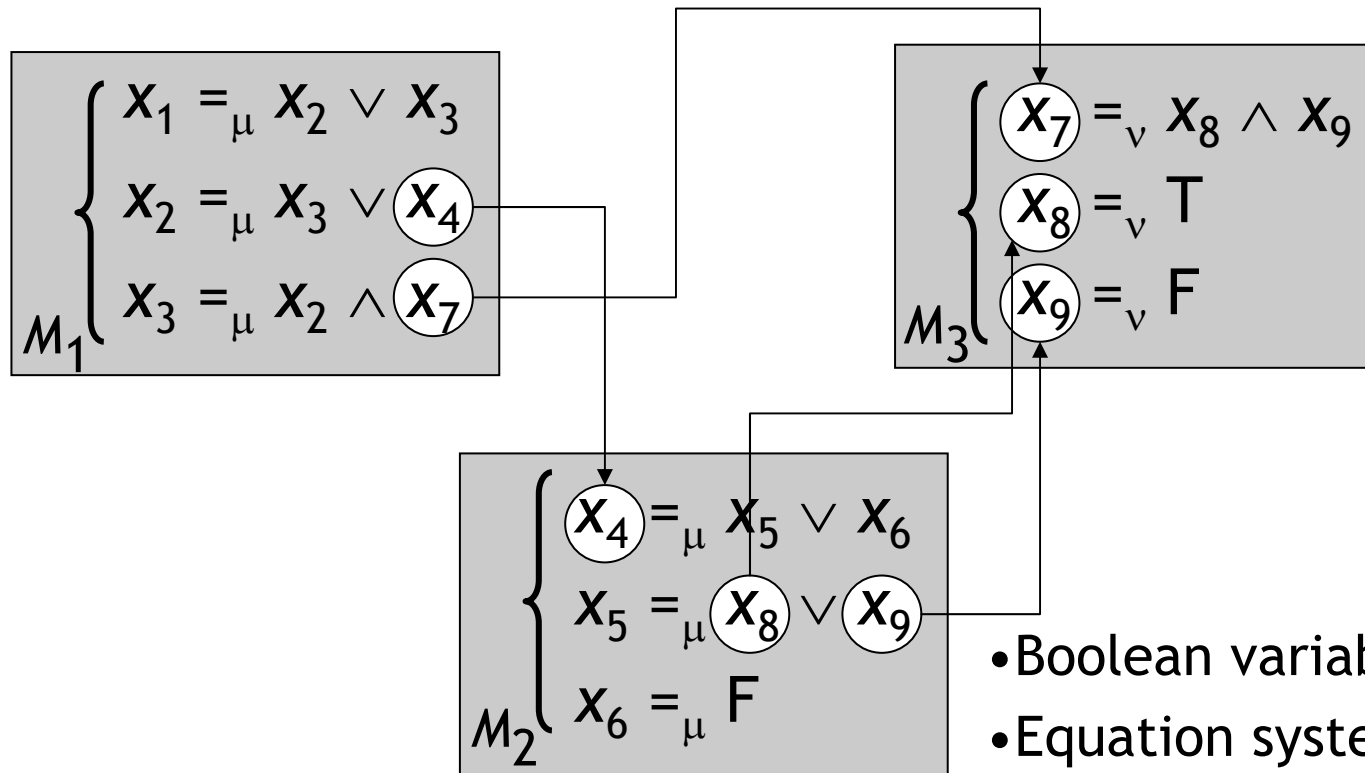 x₁ =μ x₂ ∨ x₃
x₂ =μ x₃ ∨ x₄
x₃ =μ x₂ ∧ x₇
M₁
x₇ =ν x₈ ∧ x₉
x₈ =ν T
x₉ =ν F
M₃
x₄ =μ x₅ ∨ x₆
x₅ =μ x₈ ∨ x₉
x₆ =μ F
M₂
•Boolean variab
•Equation syste